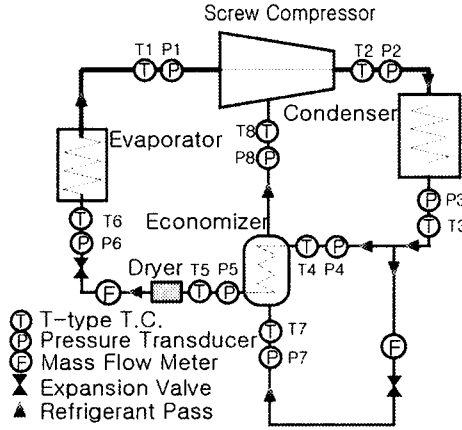 Screw Compressor
T1 P1
T2 P2
T
P
T
P
Condenser
Evaporator
T8
T
P8
P
P3
P
T3
T
T
T6
P
P6
Economizer
T
P
T4 P4
Dryer
T5 P5
T
P
F
T
T7
P
P7
F
T T-type T.C.
P Pressure Transducer
F Mass Flow Meter
Expansion Valve
Refrigerant Pass